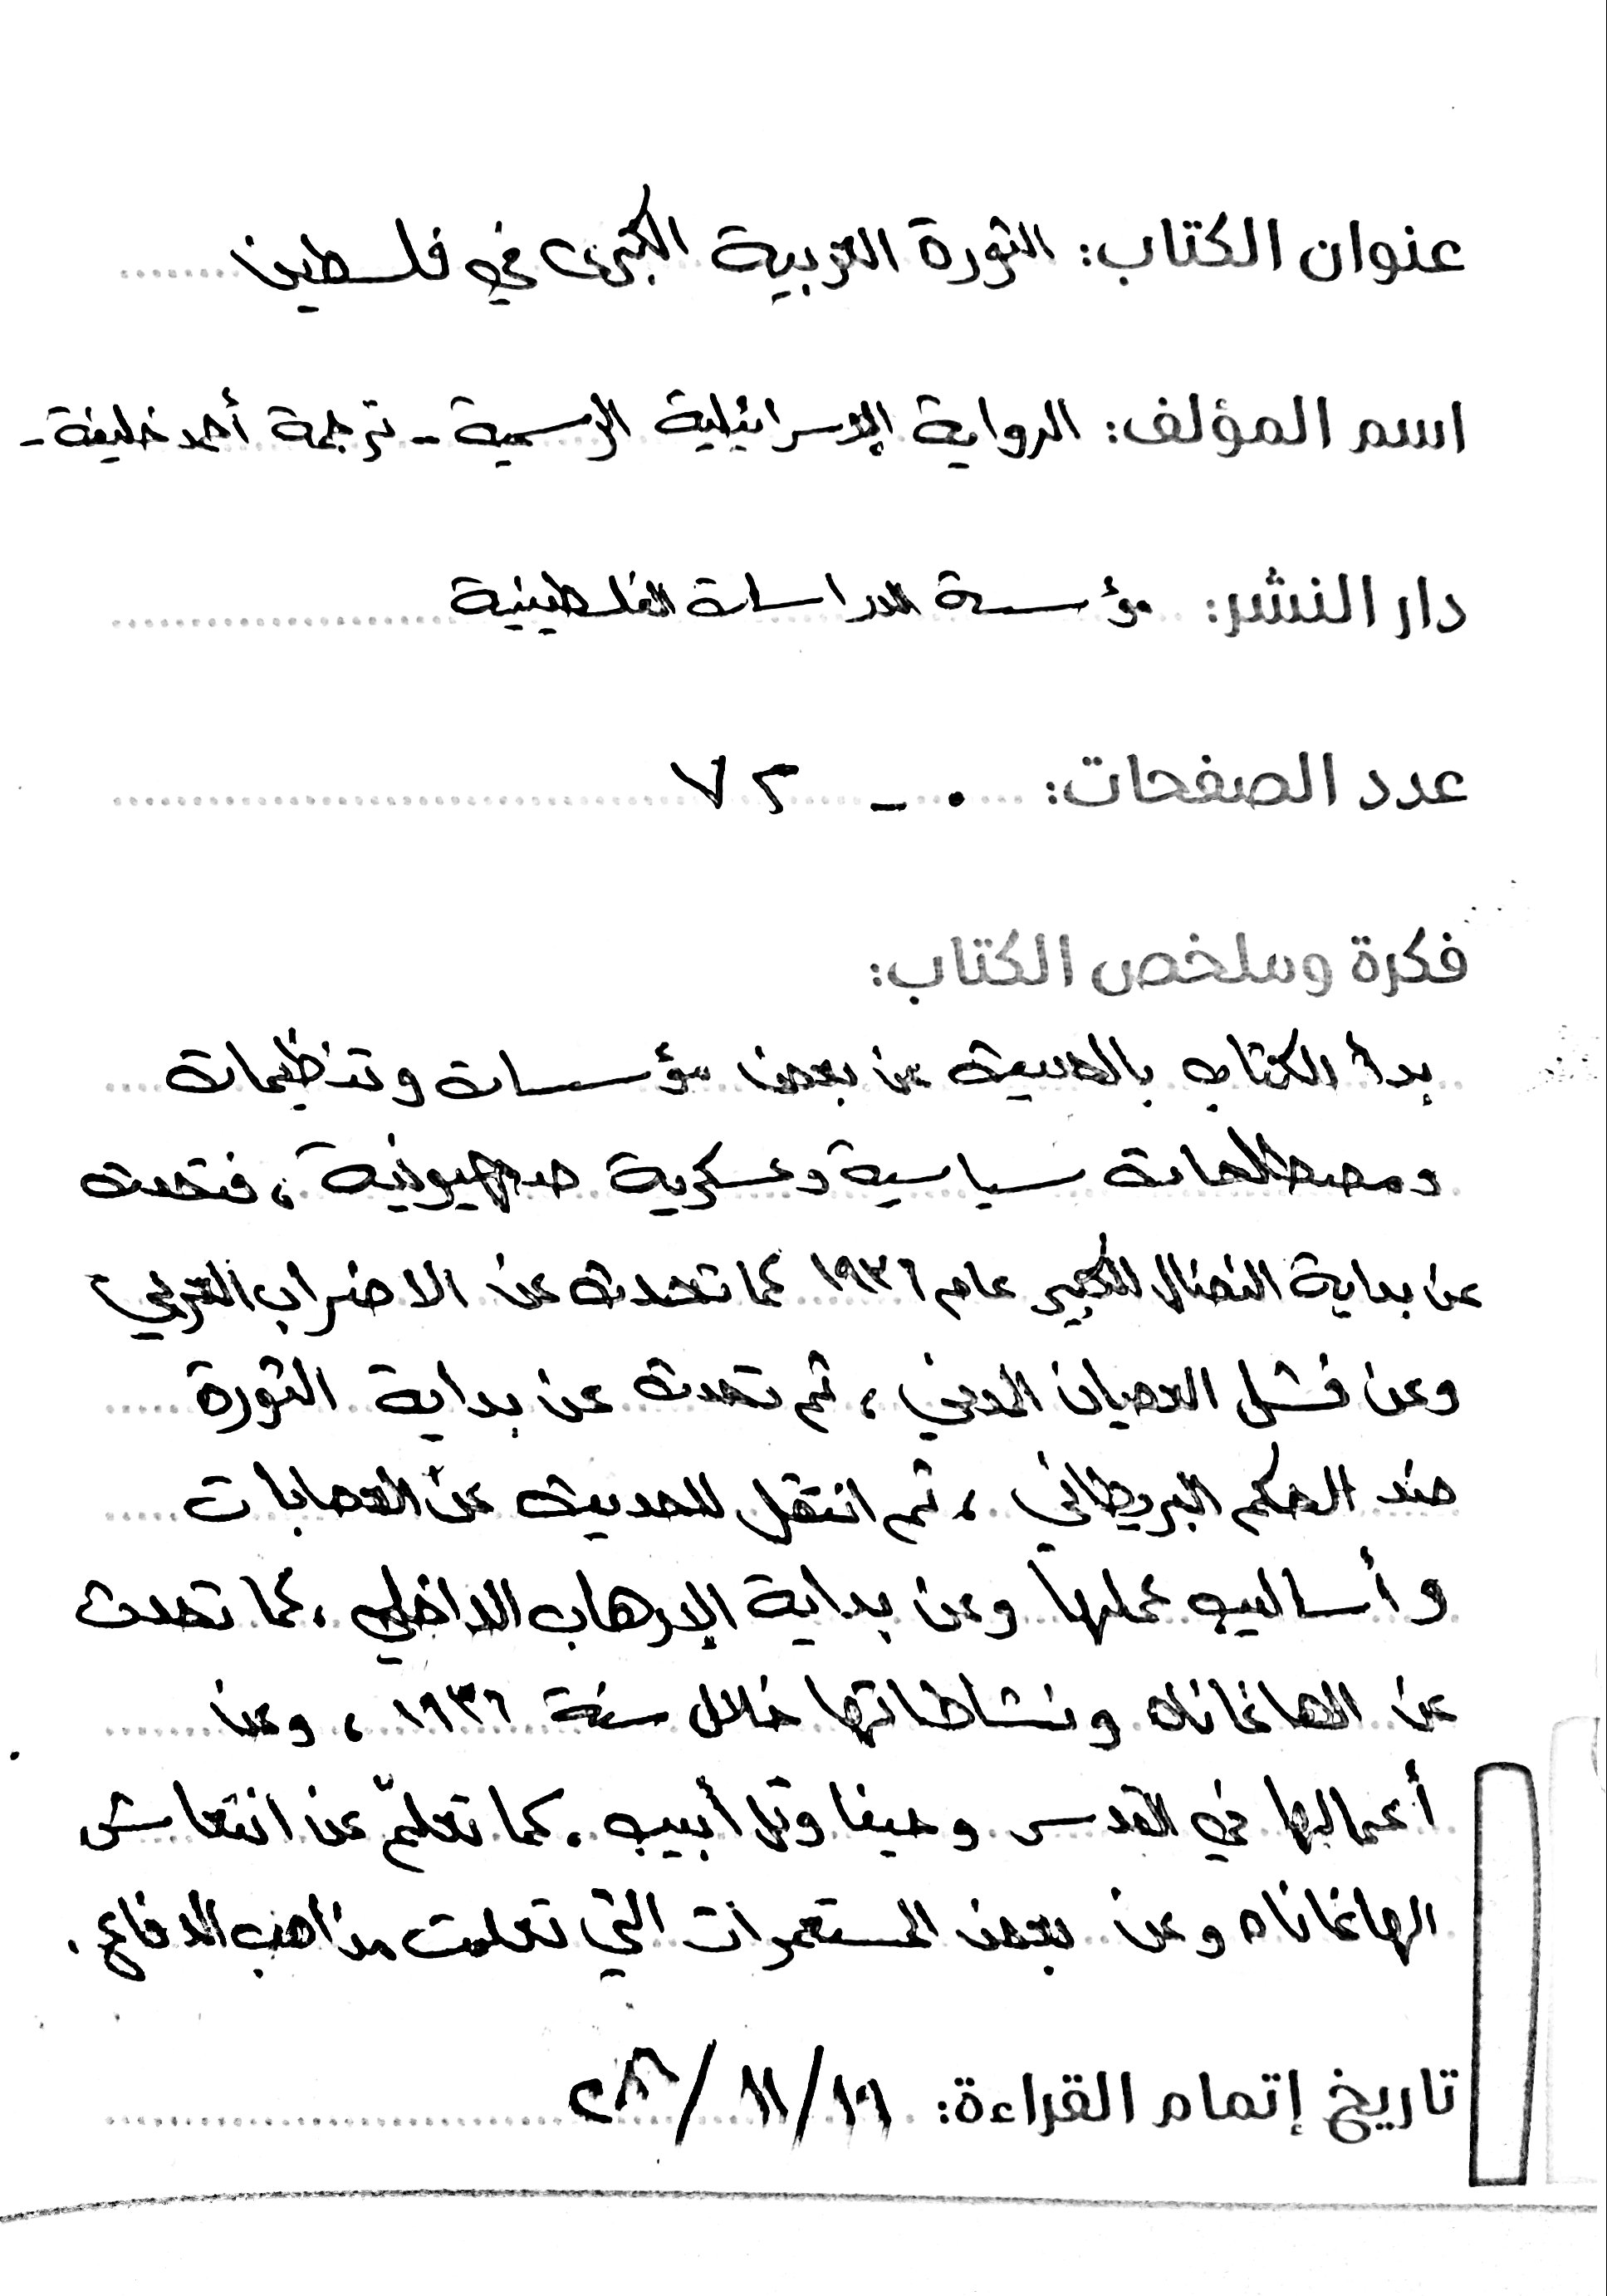 عنوان الكتاب: الثورة العربية الكبرى في فلسطين
اسم المؤلف: الرواية الإسرائيلية الرسمية - ترجمة أحمد خليفة -
دار النشر: مؤسسة الدراسات الفلسطينية
عدد الصفحات: ٠ - ٧٢
فكرة وملخص الكتاب:
بدأ الكتاب بالحديث عن بعض مؤسسات وتنظيمات
ومصطلحات سياسية وعسكرية صهيونية، فتحدث
عن بداية النضال الكبير عام ١٩٣٦ كما تحدث عن الاضراب العربي
وعن فشل العصيان المدني، ثم تحدث عن بداية الثورة
ضد الحكم البريطاني، ثم انتقل للحديث عن العصابات
وأساليب عملها وعن بداية الإرهاب الداخلي، كما تحدث
عن الهاغاناه ونشاطاتها خلال سنة ١٩٣٦، وعن
أعمالها في القدس وحيفا وتل أبيب. كما تعلمّ عن انتعاش
الهاغاناه وعن بعض المستعمرات التي تعلمت مذاهب الدفاع.
تاريخ إتمام القراءة: ١٩/١١/